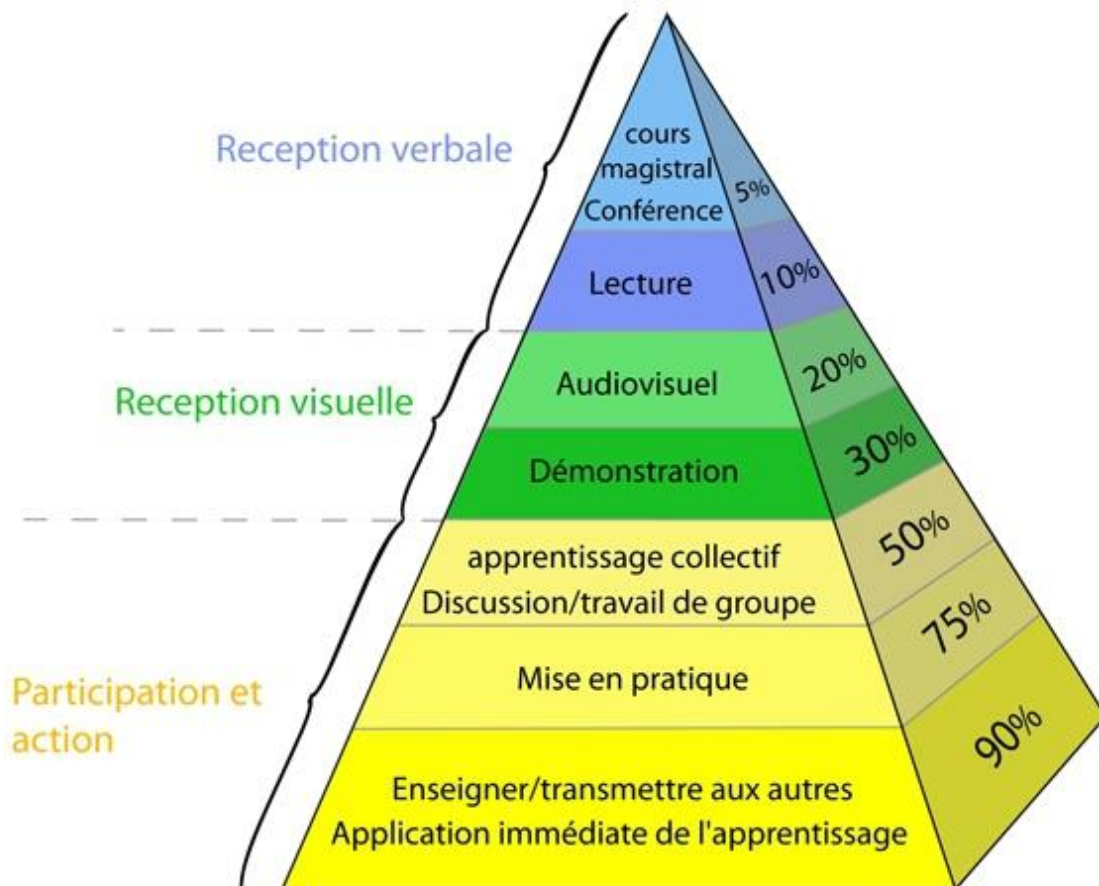 Reception verbale
cours
magistral
Conférence
5%
Lecture
10%
Reception visuelle
Audiovisuel
20%
Démonstration
30%
apprentissage collectif
Discussion/travail de groupe
50%
Participation et
action
Mise en pratique
75%
Enseigner/transmettre aux autres
Application immédiate de l'apprentissage
90%